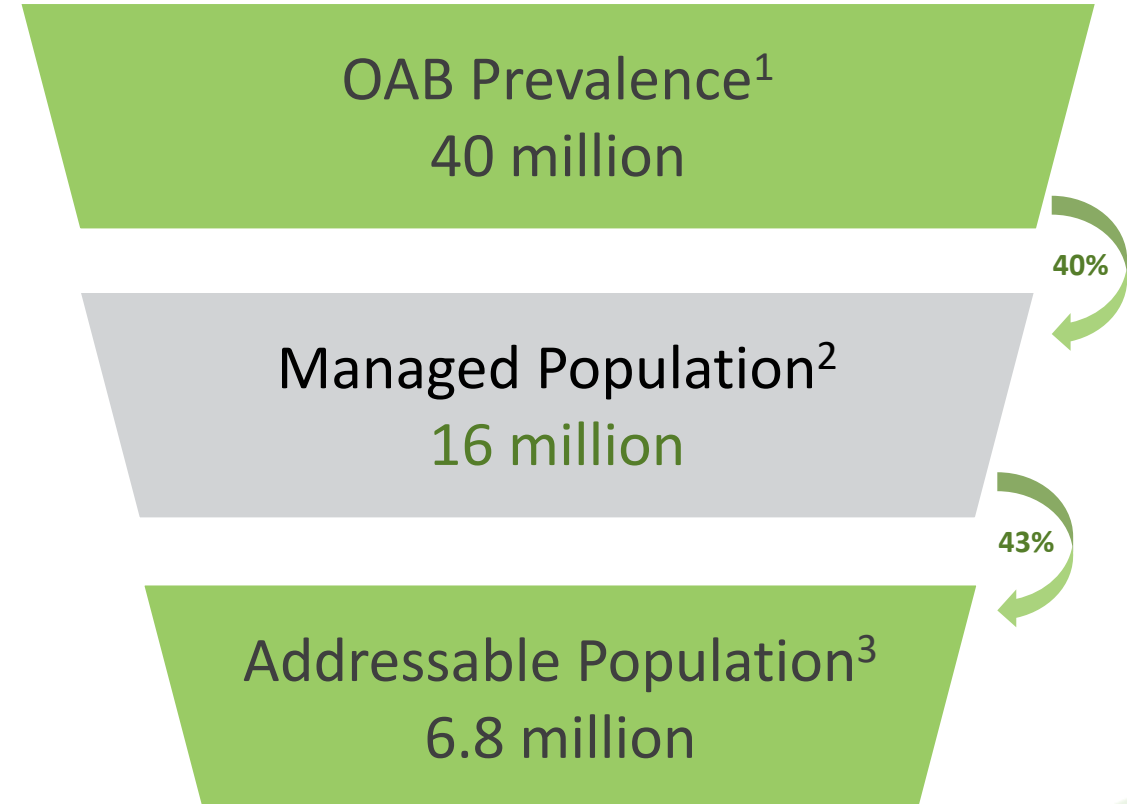 OAB Prevalence¹
40 million
40%
Managed Population²
16 million
43%
Addressable Population³
6.8 million